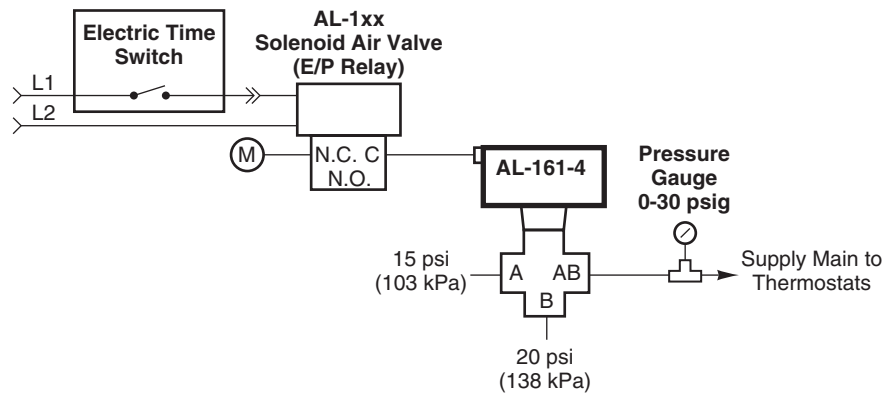 Electric Time
Switch
AL-1xx
Solenoid Air Valve
(E/P Relay)
L1
L2
M
N.C. C
N.O.
AL-161-4
Pressure
Gauge
0-30 psig
15 psi
(103 kPa)
A AB
B
Supply Main to
Thermostats
20 psi
(138 kPa)